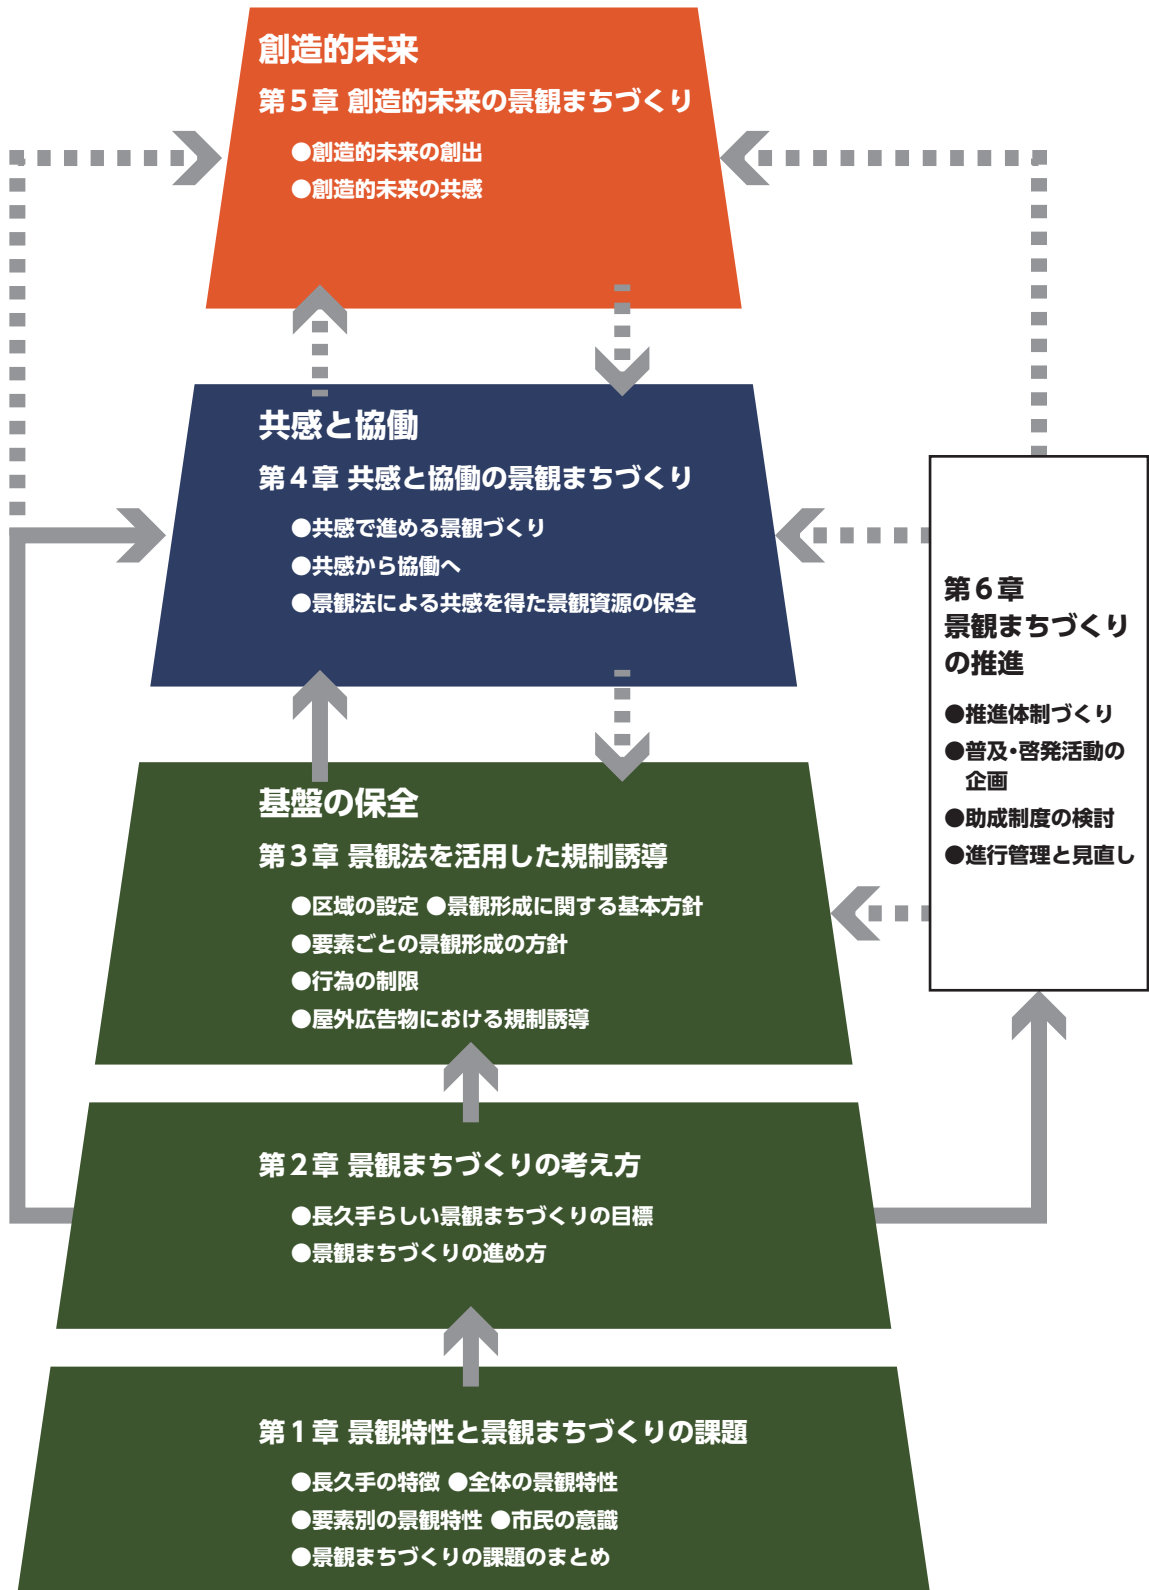 創造的未来
第５章 創造的未来の景観まちづくり
●創造的未来の創出
●創造的未来の共感
共感と協働
第４章 共感と協働の景観まちづくり
●共感で進める景観づくり
●共感から協働へ
●景観法による共感を得た景観資源の保全
基盤の保全
第３章 景観法を活用した規制誘導
●区域の設定 ●景観形成に関する基本方針
●要素ごとの景観形成の方針
●行為の制限
●屋外広告物における規制誘導
第２章 景観まちづくりの考え方
●長久手らしい景観まちづくりの目標
●景観まちづくりの進め方
第１章 景観特性と景観まちづくりの課題
●長久手の特徴 ●全体の景観特性
●要素別の景観特性 ●市民の意識
●景観まちづくりの課題のまとめ
第６章
景観まちづくり
の推進
●推進体制づくり
●普及・啓発活動の
企画
●助成制度の検討
●進行管理と見直し